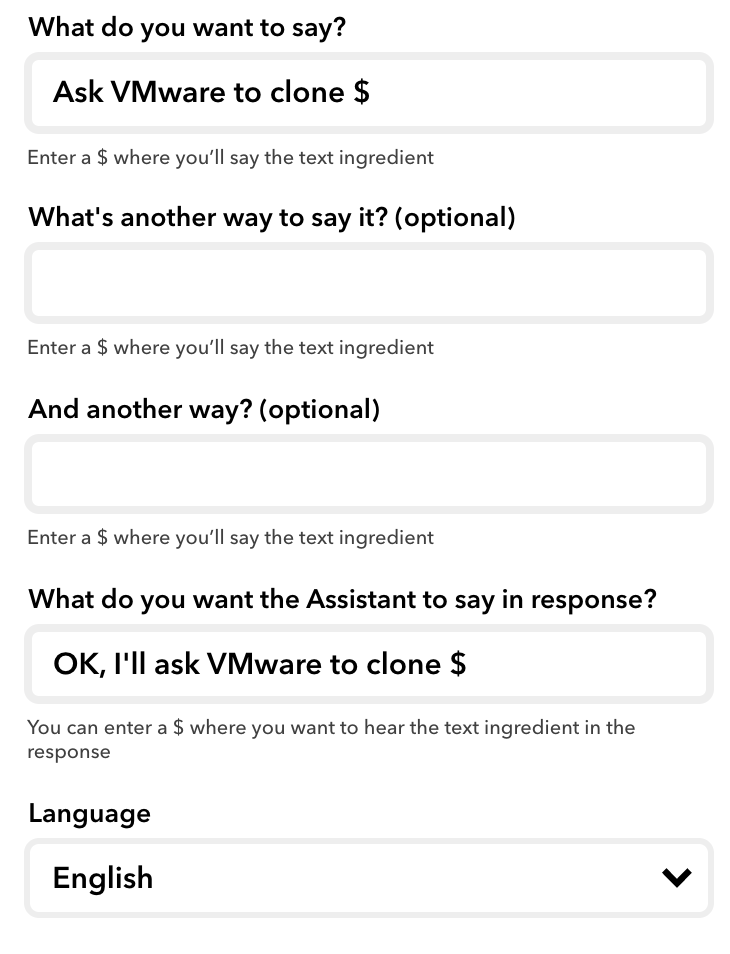 What do you want to say?
Ask VMware to clone $
Enter a $ where you’ll say the text ingredient
What's another way to say it? (optional)
Enter a $ where you’ll say the text ingredient
And another way? (optional)
Enter a $ where you’ll say the text ingredient
What do you want the Assistant to say in response?
OK, I'll ask VMware to clone $
You can enter a $ where you want to hear the text ingredient in the
response
Language
English